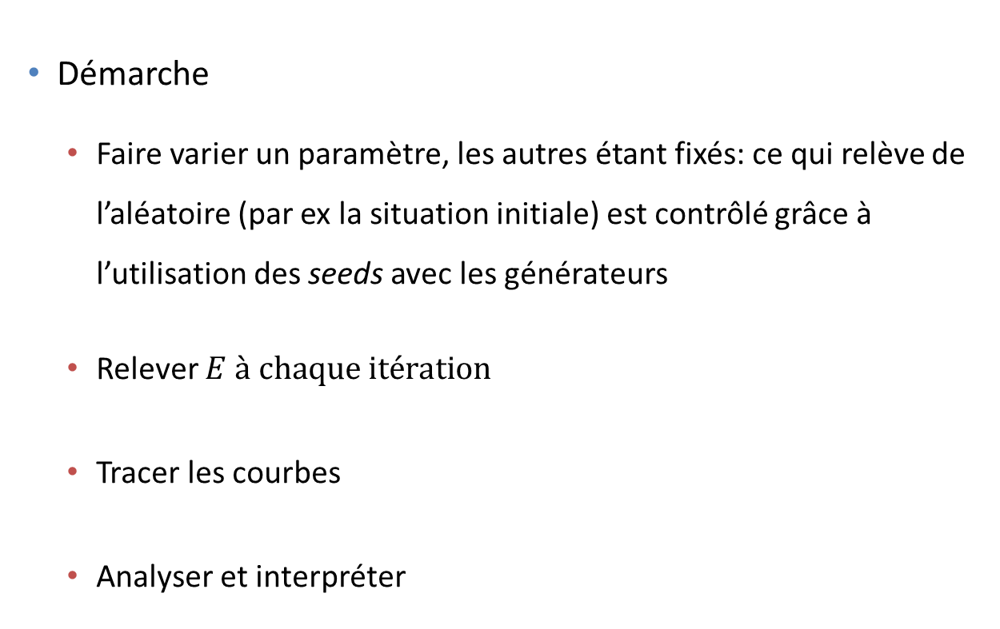 • Démarche
• Faire varier un paramètre, les autres étant fixés: ce qui relève de
l’aléatoire (par ex la situation initiale) est contrôlé grâce à
l’utilisation des seeds avec les générateurs
• Relever E à chaque itération
• Tracer les courbes
• Analyser et interpréter